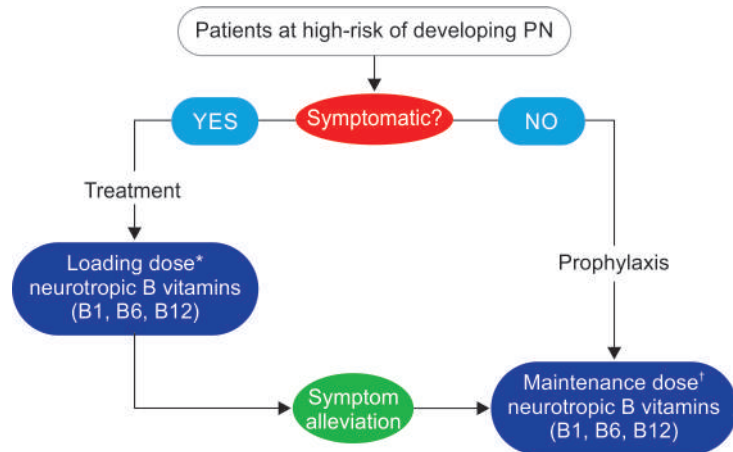 Patients at high-risk of developing PN
YES
Symptomatic?
NO
Treatment
Loading dose*
neurotropic B vitamins
(B1, B6, B12)
Prophylaxis
Symptom
alleviation
Maintenance dose†
neurotropic B vitamins
(B1, B6, B12)